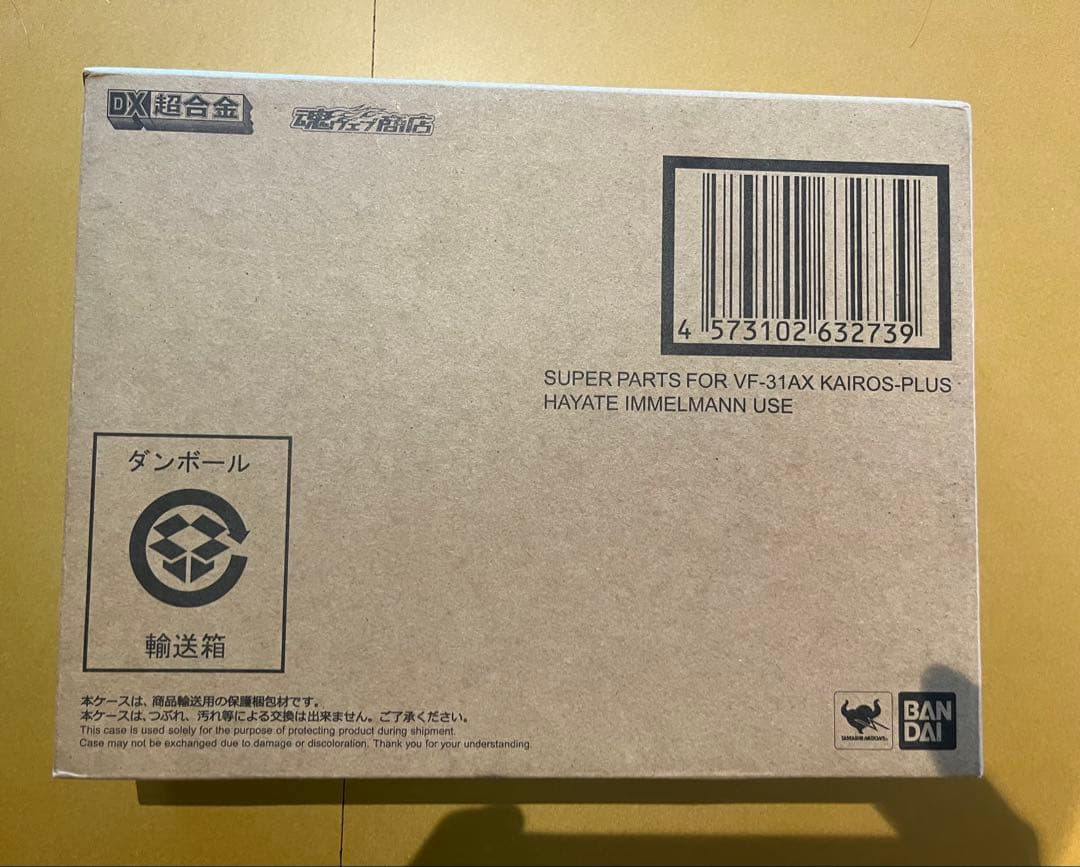 DX超合金
魂ウェブ商店
4 573102 632739
SUPER PARTS FOR VF-31AX KAIROS-PLUS
HAYATE IMMELMANN USE
ダンボール
輸送箱
本ケースは、商品輸送用の保護梱包材です。
本ケースは、つぶれ、汚れ等による交換は出来ません。ご了承ください。
This case is used solely for the purpose of protecting product during shipment.
Case may not be exchanged due to damage or discoloration. Thank you for your understanding.
TAMASHII NATIONS
BAN
DAI